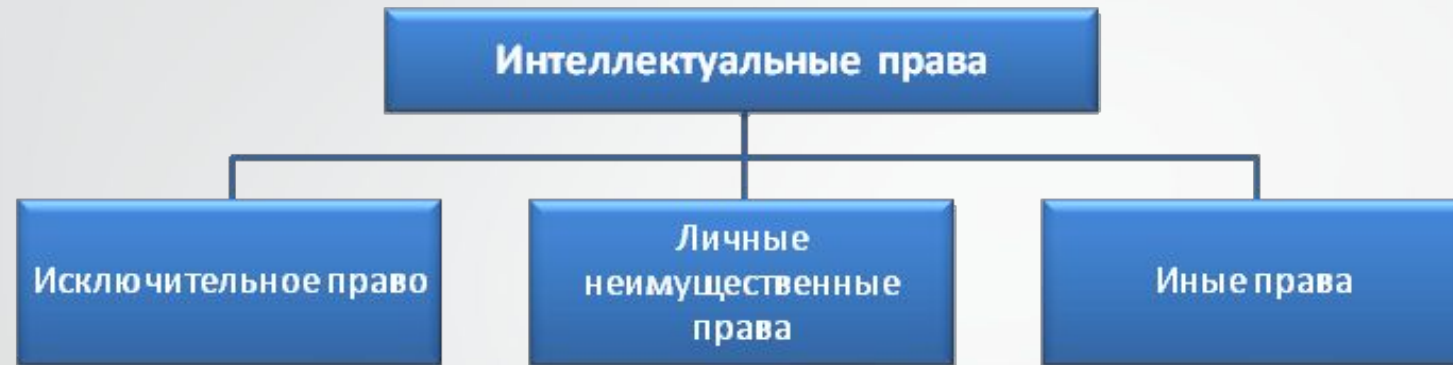 Интеллектуальные права
Исключительное право
Личные
неимущественные
права
Иные права